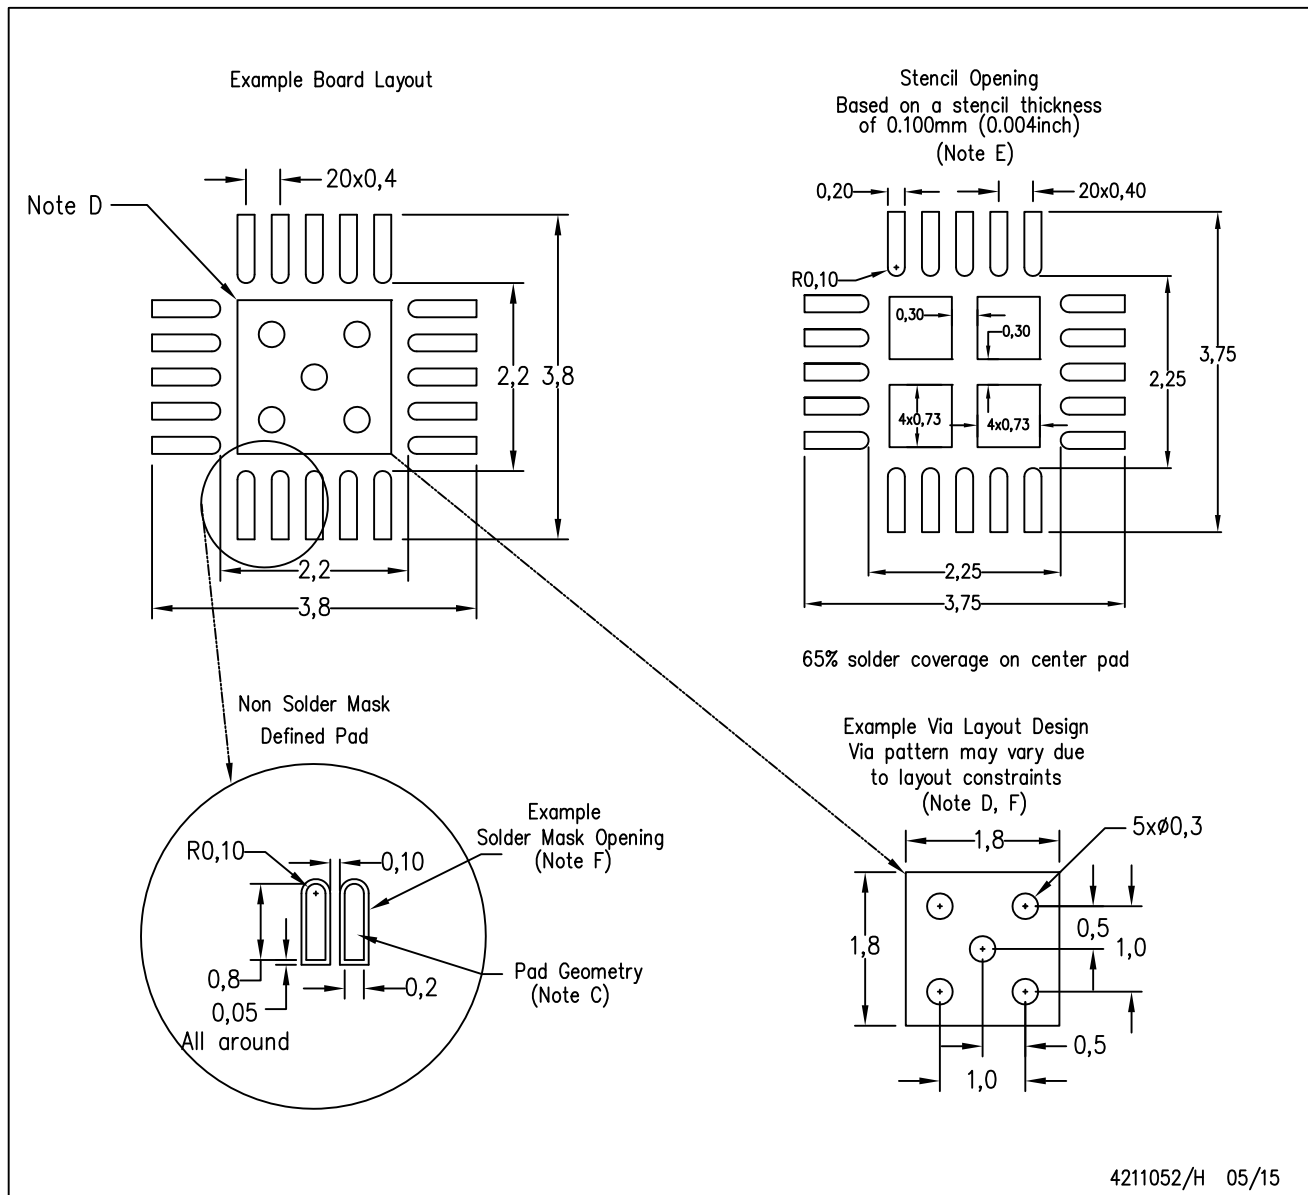 Example Board Layout
20x0,4
Note D
2,2
3,8
2,2
3,8
Stencil Opening
Based on a stencil thickness
of 0.100mm (0.004inch)
(Note E)
0,20
20x0,40
R0,10
0,30
0,30
3,75
2,25
4x0,73
4x0,73
2,25
3,75
65% solder coverage on center pad
Non Solder Mask
Defined Pad
R0,10
0,10
Example
Solder Mask Opening
(Note F)
0,8
0,05
All around
0,2
Pad Geometry
(Note C)
Example Via Layout Design
Via pattern may vary due
to layout constraints
(Note D, F)
1,8
5xø0,3
1,8
0,5
1,0
0,5
1,0
4211052/H 05/15